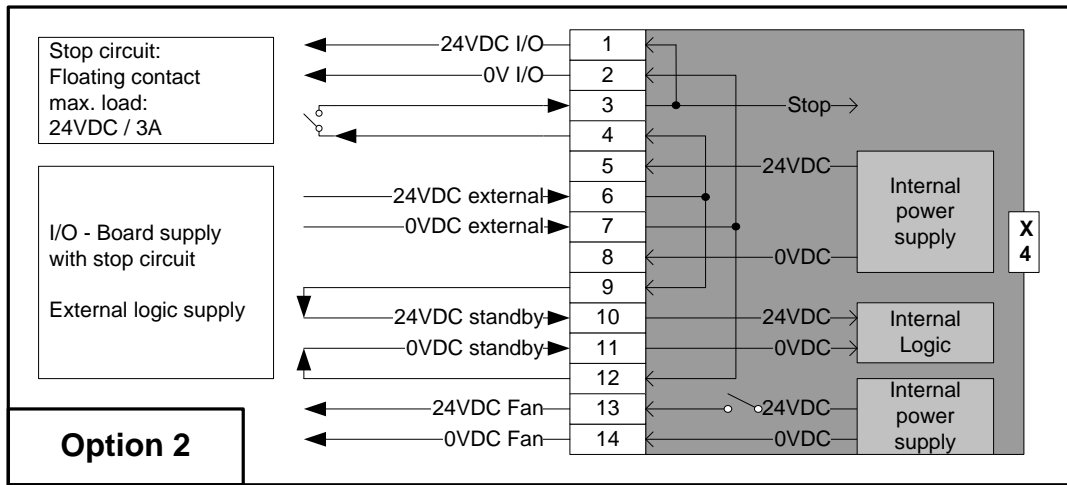 Stop circuit:
Floating contact
max. load:
24VDC / 3A
I/O - Board supply
with stop circuit
External logic supply
Option 2
24VDC I/O
0V I/O
24VDC external
0VDC external
24VDC standby
0VDC standby
24VDC Fan
0VDC Fan
1
2
3
4
5
6
7
8
9
10
11
12
13
14
Stop
24VDC
0VDC
24VDC
0VDC
24VDC
0VDC
Internal
power
supply
Internal
Logic
Internal
power
supply
X
4